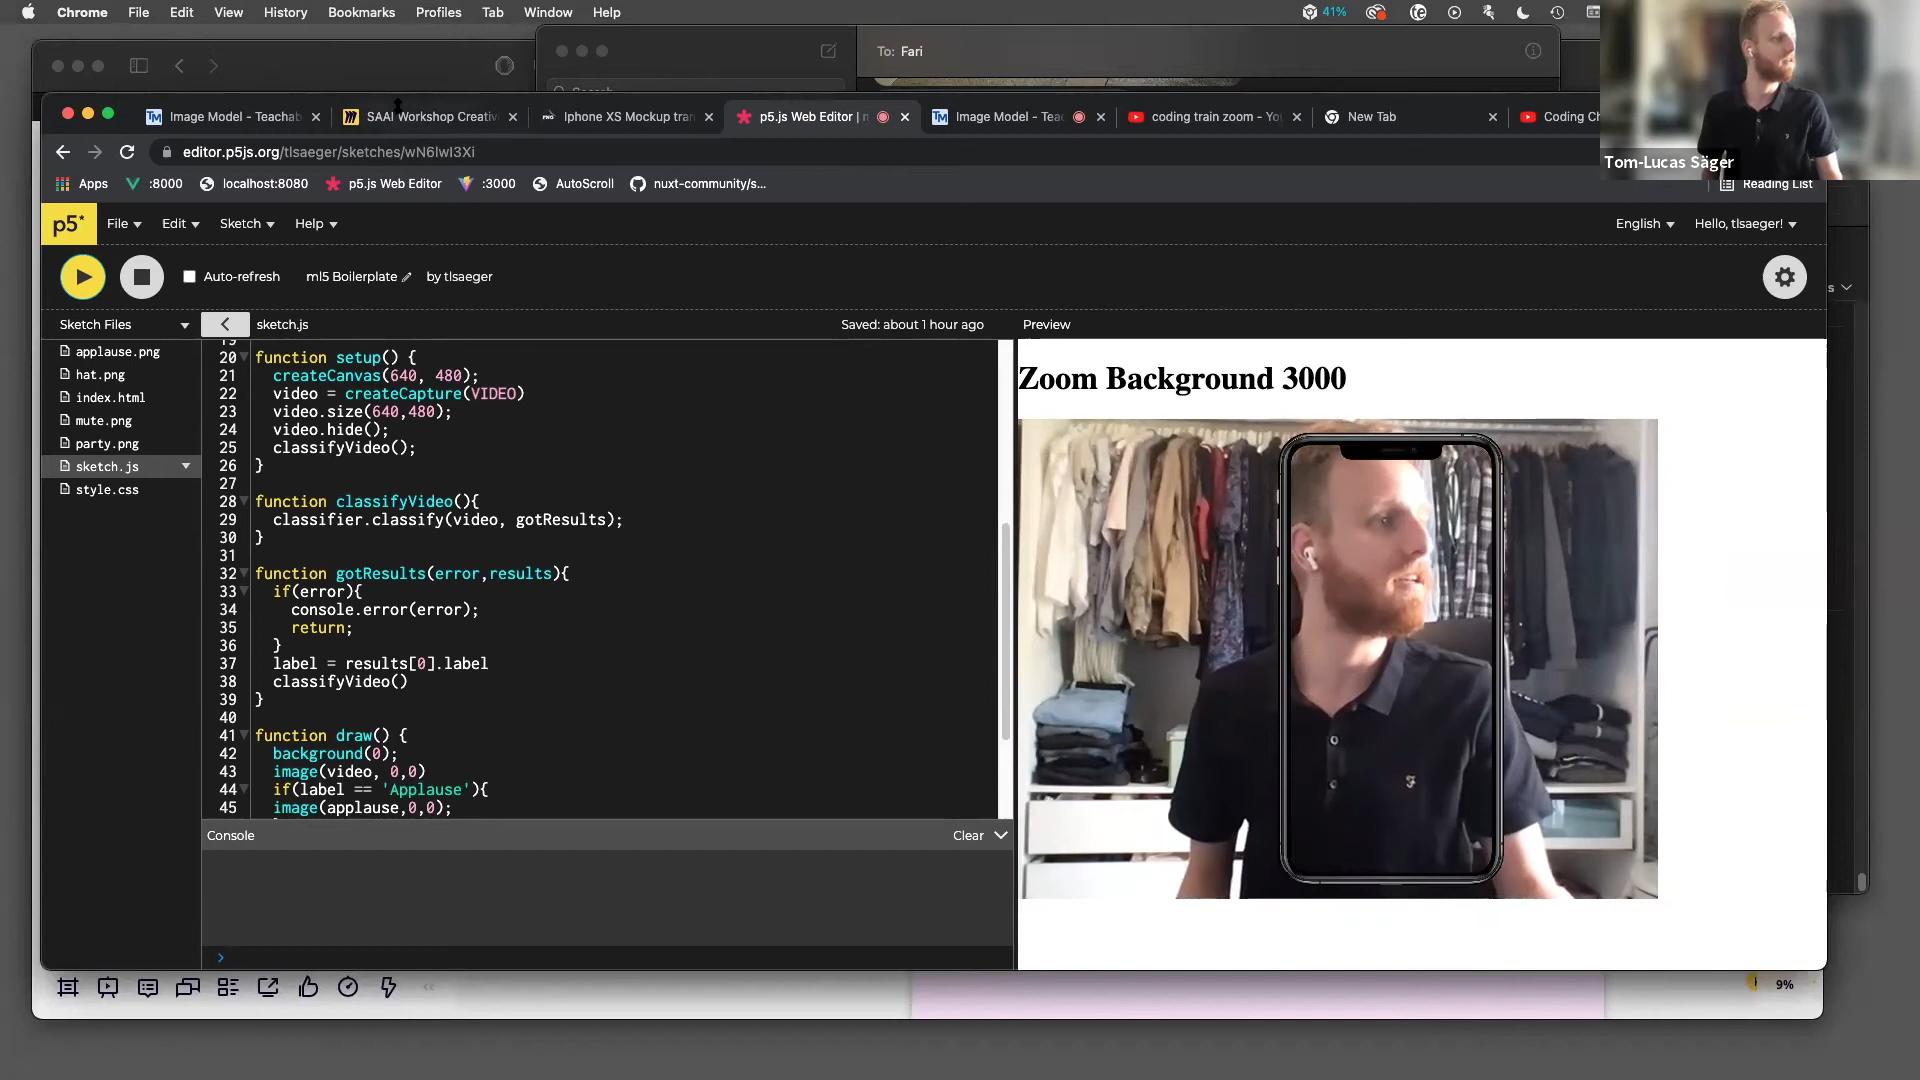 Chrome File Edit View History Bookmarks Profiles Tab Window Help
41%
To: Fari
Search
Image Model - Teachab
SAAI Workshop Creativ
Iphone XS Mockup tran
p5.js Web Editor |
Image Model - Tea
coding train zoom - Yo
New Tab
Coding Ch
editor.p5js.org/tlsaeger/sketches/wN6lwI3Xi
Tom-Lucas Säger
Apps :8000 localhost:8080 p5.js Web Editor :3000 AutoScroll nuxt-community/s...
Reading List
p5* File Edit Sketch Help
English Hello, tlsaeger!
Auto-refresh ml5 Boilerplate by tlsaeger
Sketch Files
sketch.js
Saved: about 1 hour ago
Preview
applause.png
hat.png
index.html
mute.png
party.png
sketch.js
style.css
19
20 function setup() {
21 createCanvas(640, 480);
22 video = createCapture(VIDEO)
23 video.size(640,480);
24 video.hide();
25 classifyVideo();
26 }
27
28 function classifyVideo(){
29 classifier.classify(video, gotResults);
30 }
31
32 function gotResults(error,results){
33 if(error){
34 console.error(error);
35 return;
36 }
37 label = results[0].label
38 classifyVideo()
39 }
40
41 function draw() {
42 background(0);
43 image(video, 0,0)
44 if(label == 'Applause'){
45 image(applause,0,0);
Console
Clear
>
Zoom Background 3000
9%